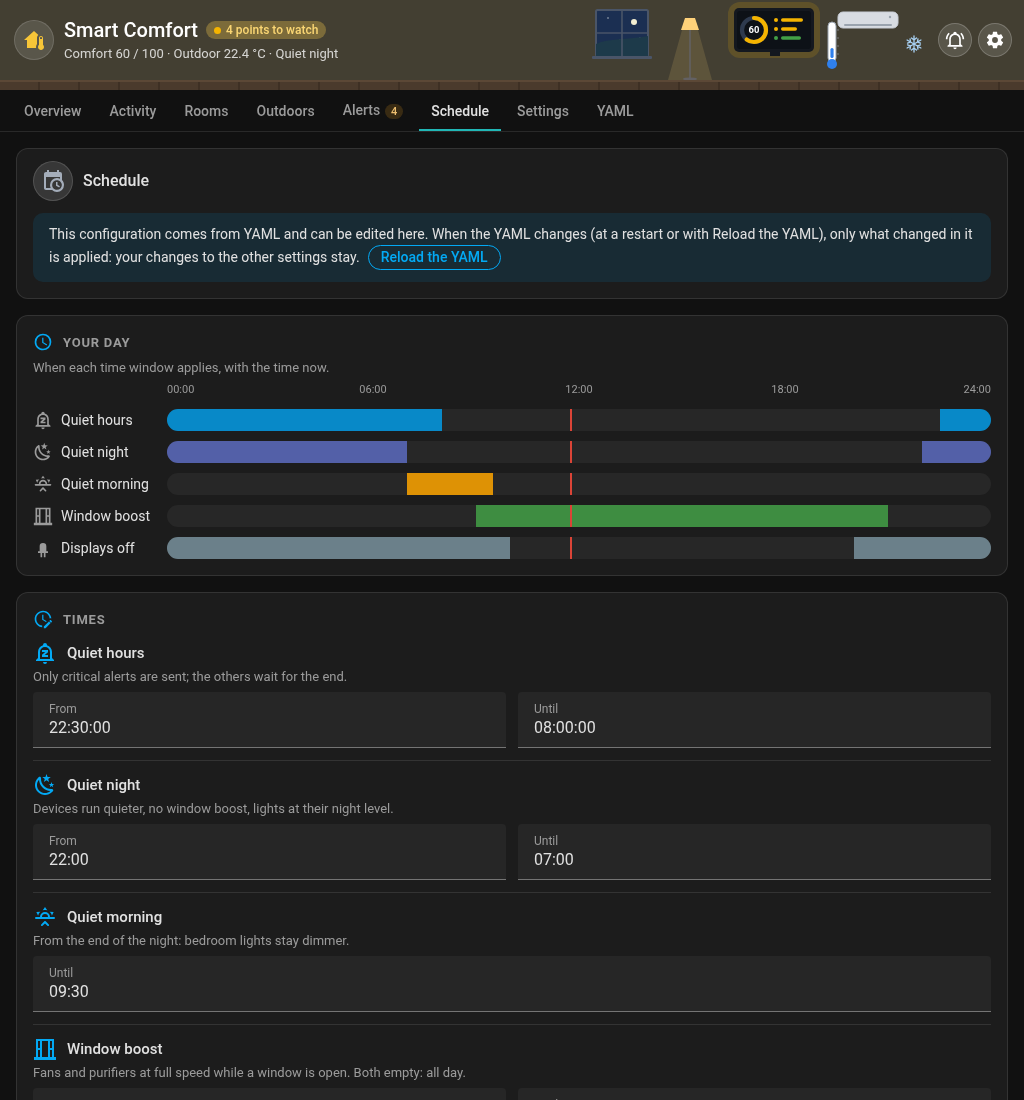 Smart Comfort
4 points to watch
Comfort 60 / 100 · Outdoor 22.4 °C · Quiet night
60
Overview
Activity
Rooms
Outdoors
Alerts 4
Schedule
Settings
YAML
Schedule
This configuration comes from YAML and can be edited here. When the YAML changes (at a restart or with Reload the YAML), only what changed in it
is applied: your changes to the other settings stay. Reload the YAML
YOUR DAY
When each time window applies, with the time now.
00:00 06:00 12:00 18:00 24:00
Quiet hours
Quiet night
Quiet morning
Window boost
Displays off
TIMES
Quiet hours
Only critical alerts are sent; the others wait for the end.
From
22:30:00
Until
08:00:00
Quiet night
Devices run quieter, no window boost, lights at their night level.
From
22:00
Until
07:00
Quiet morning
From the end of the night: bedroom lights stay dimmer.
Until
09:30
Window boost
Fans and purifiers at full speed while a window is open. Both empty: all day.